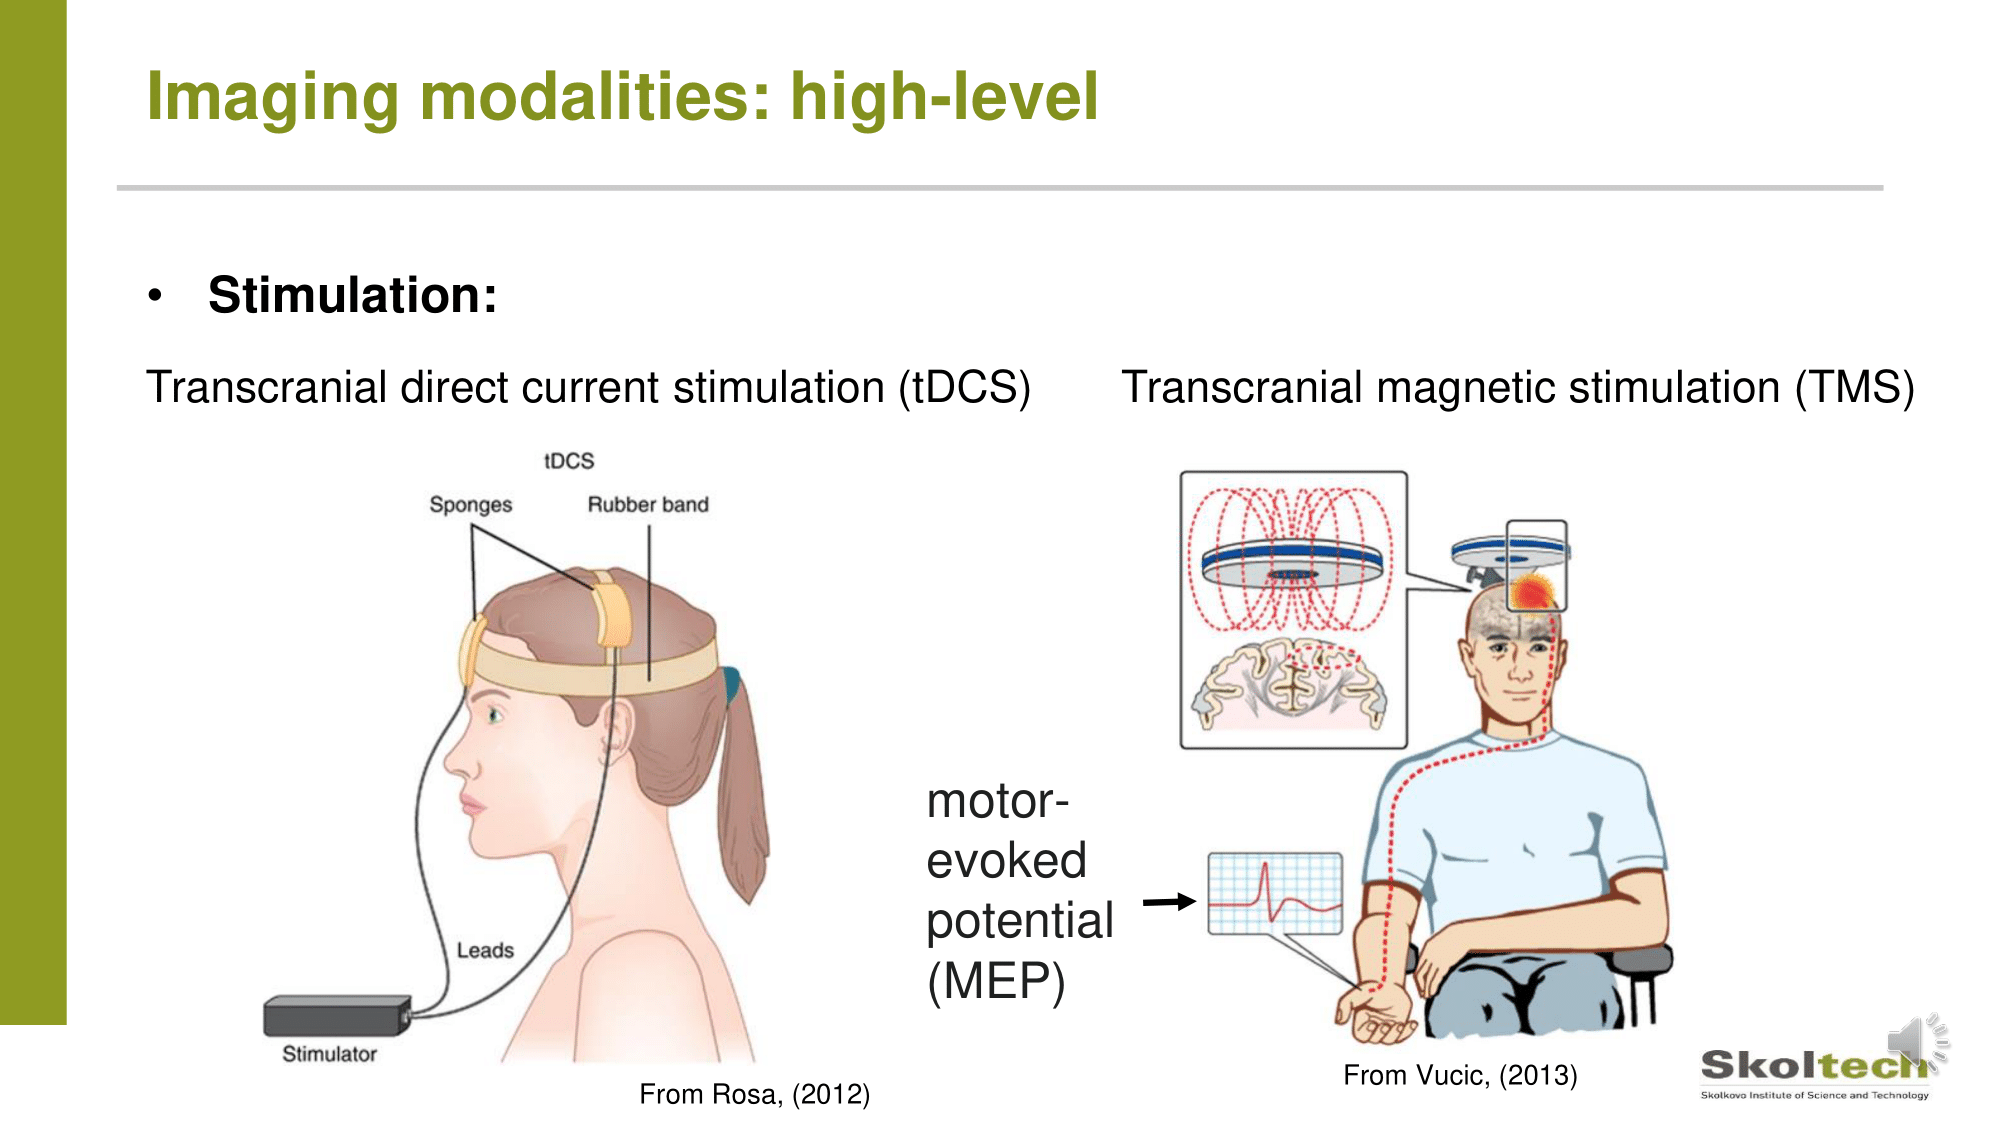 Imaging modalities: high-level
• Stimulation:
Transcranial direct current stimulation (tDCS)
Transcranial magnetic stimulation (TMS)
tDCS
Sponges
Rubber band
Leads
Stimulator
From Rosa, (2012)
motor-
evoked
potential
(MEP)
From Vucic, (2013)
Skoltech
Skolkovo Institute of Science and Technology